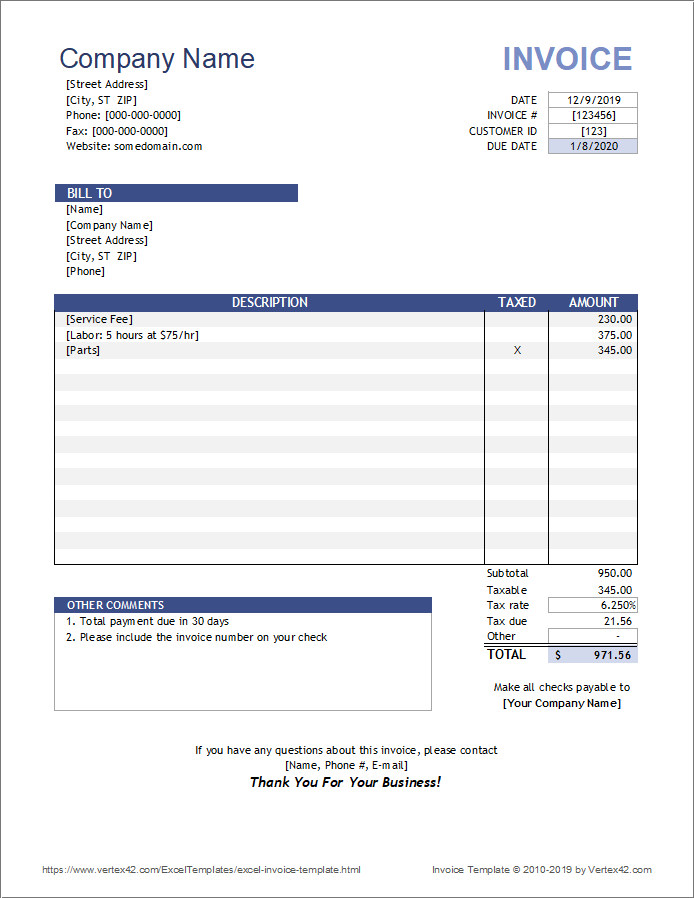 Company Name
INVOICE
[Street Address]
[City, ST  ZIP]
DATE 12/9/2019
Phone: [000-000-0000]
INVOICE # [123456]
Fax: [000-000-0000]
CUSTOMER ID [123]
Website: somedomain.com
DUE DATE 1/8/2020
BILL TO
[Name]
[Company Name]
[Street Address]
[City, ST  ZIP]
[Phone]
DESCRIPTION TAXED AMOUNT
[Service Fee] 230.00
[Labor: 5 hours at $75/hr] 375.00
[Parts] X 345.00
Subtotal 950.00
Taxable 345.00
Tax rate 6.250%
Tax due 21.56
Other -
TOTAL $ 971.56
OTHER COMMENTS
1. Total payment due in 30 days
2. Please include the invoice number on your check
Make all checks payable to
[Your Company Name]
If you have any questions about this invoice, please contact
[Name, Phone #, E-mail]
Thank You For Your Business!
https://www.vertex42.com/ExcelTemplates/excel-invoice-template.html
Invoice Template © 2010-2019 by Vertex42.com